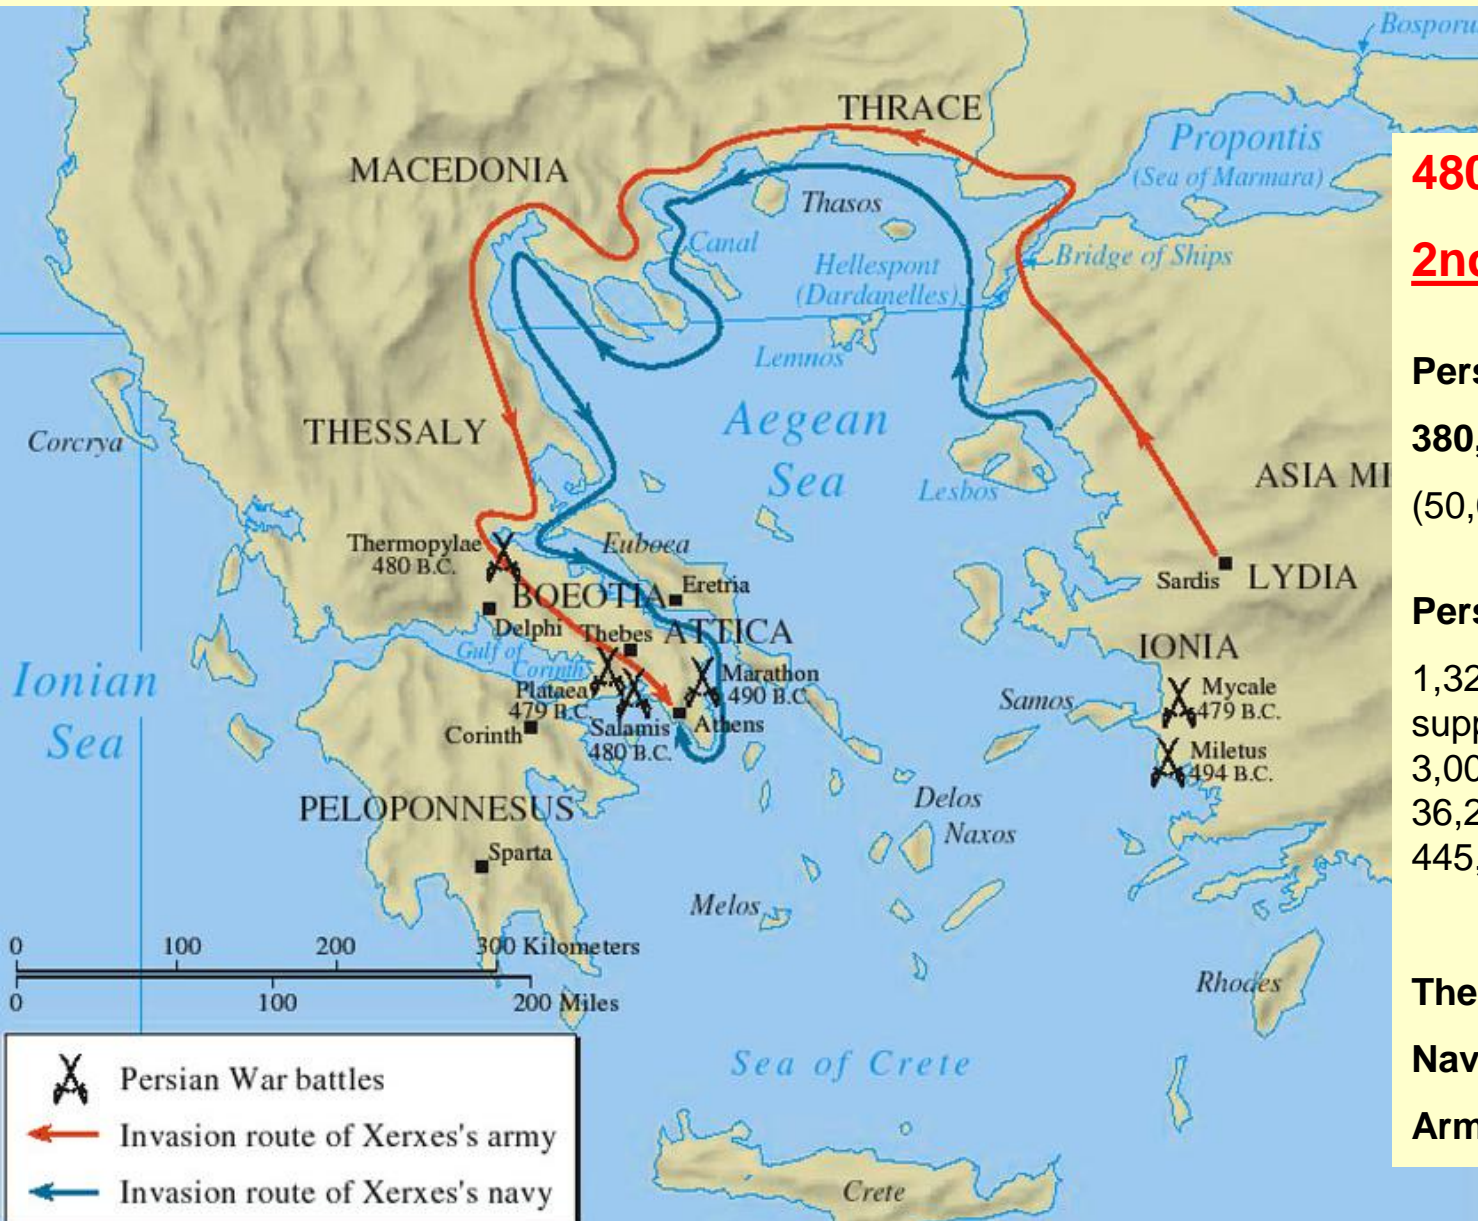 Bosporu
THRACE
Propontis
(Sea of Marmara)
MACEDONIA
Thasos
Canal
Hellespont
(Dardanelles)
Bridge of Ships
Lemnos
Aegean
Sea
THESSALY
Corcrya
Lesbos
ASIA MI
Thermopylae
480 B.C.
Euboea
Sardis
LYDIA
BOEOTIA
Eretria
Delphi
Thebes
ATTICA
Gulf of
Corinth
IONIA
Marathon
490 B.C.
Plataea
479 B.C.
Mycale
479 B.C.
Samos
Ionian
Sea
Corinth
Salamis
480 B.C.
Athens
Miletus
494 B.C.
PELOPONNESUS
Delos
Naxos
Sparta
Melos
Rhodes
0 100 200 300 Kilometers
0 100 200 Miles
Sea of Crete
Crete
Persian War battles
Invasion route of Xerxes's army
Invasion route of Xerxes's navy
480
2n
Pers
380,
(50,
Pers
1,32
supp
3,00
36,2
445,
The
Nav
Arm